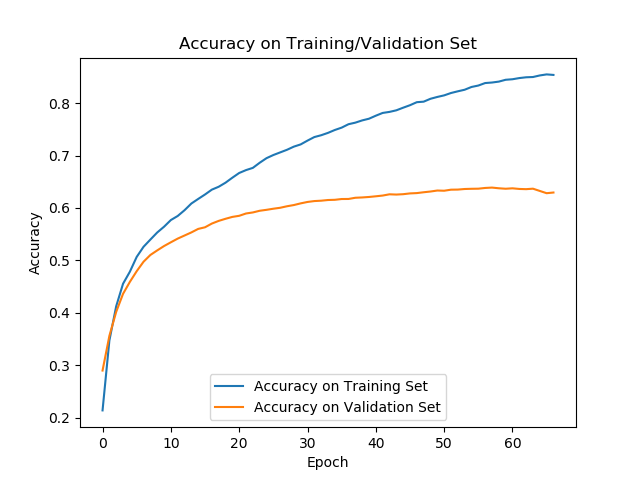 Accuracy on Training/Validation Set
0.8
0.7
0.6
0.5
0.4
0.3
0.2
Accuracy
Accuracy on Training Set
Accuracy on Validation Set
0 10 20 30 40 50 60
Epoch